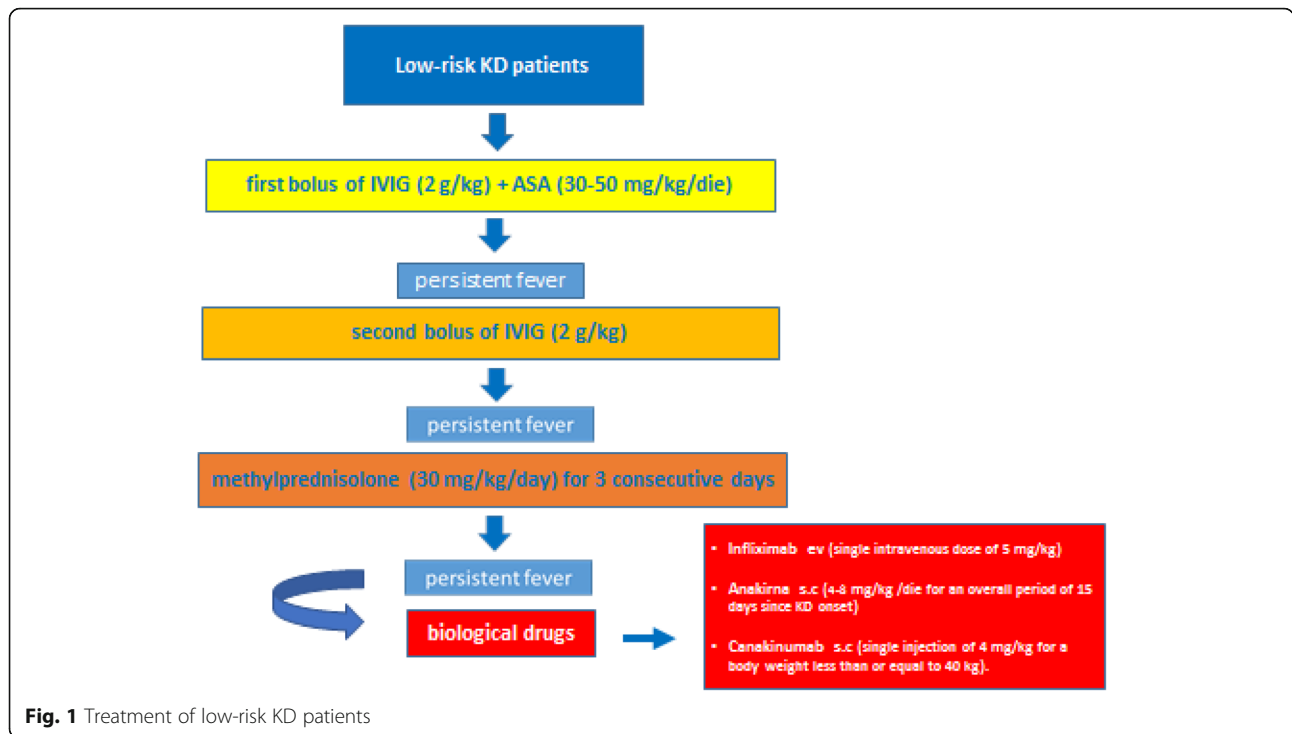 Low-risk KD patients
first bolus of IVIG (2 g/kg) + ASA (30-50 mg/kg/die)
persistent fever
second bolus of IVIG (2 g/kg)
persistent fever
methylprednisolone (30 mg/kg/day) for 3 consecutive days
persistent fever
biological drugs
• Infliximab ev (single intravenous dose of 5 mg/kg)
• Anakirna s.c (4-8 mg/kg /die for an overall period of 15
days since KD onset)
• Canakinumab s.c (single injection of 4 mg/kg for a
body weight less than or equal to 40 kg).
Fig. 1 Treatment of low-risk KD patients